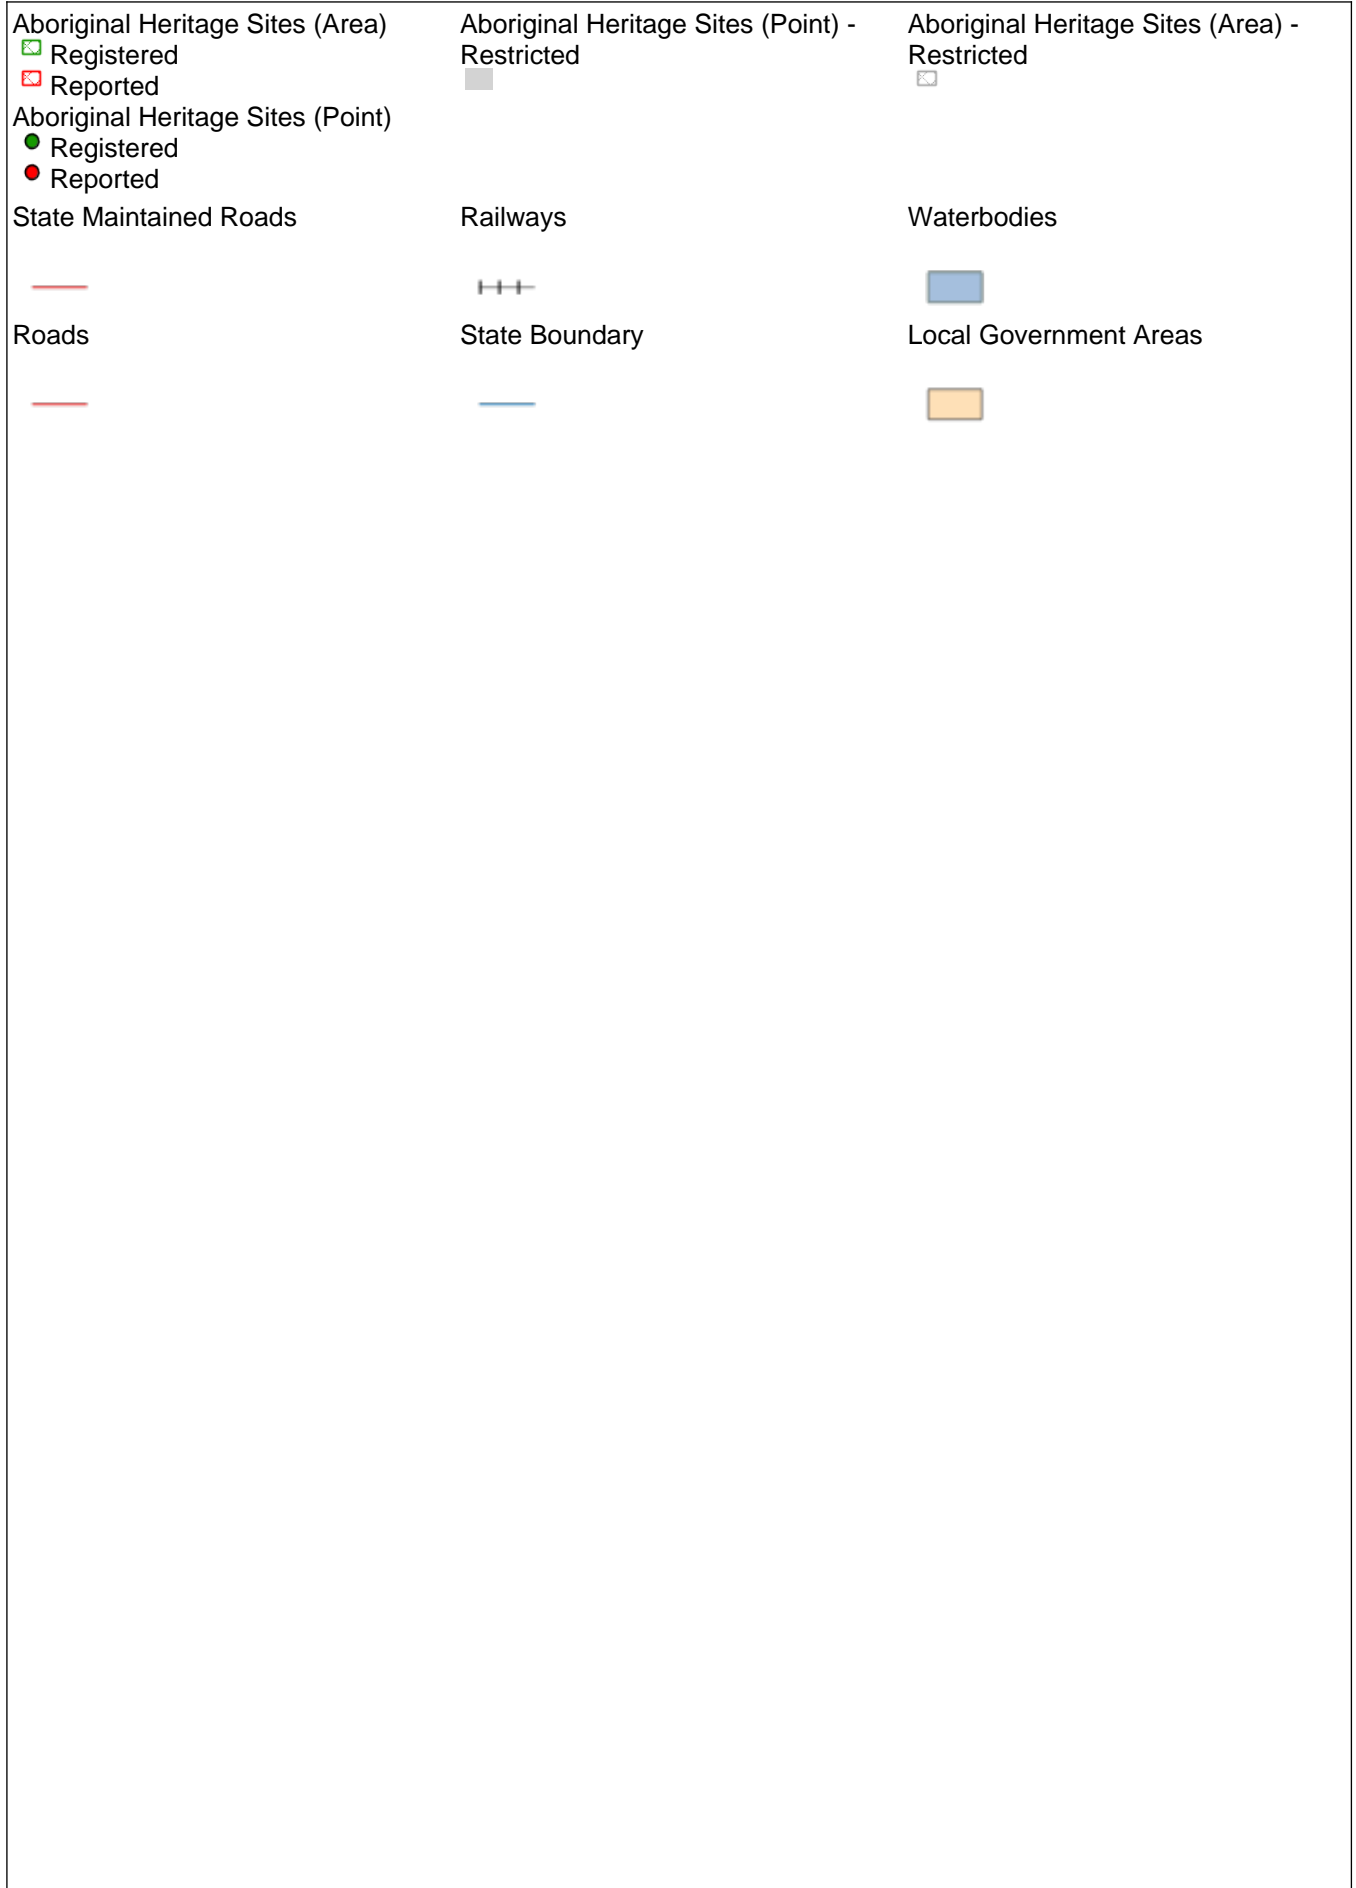 Aboriginal Heritage Sites (Area)
Registered
Reported
Aboriginal Heritage Sites (Point)
Registered
Reported
Aboriginal Heritage Sites (Point) -
Restricted
Aboriginal Heritage Sites (Area) -
Restricted
State Maintained Roads
Railways
Waterbodies
Roads
State Boundary
Local Government Areas